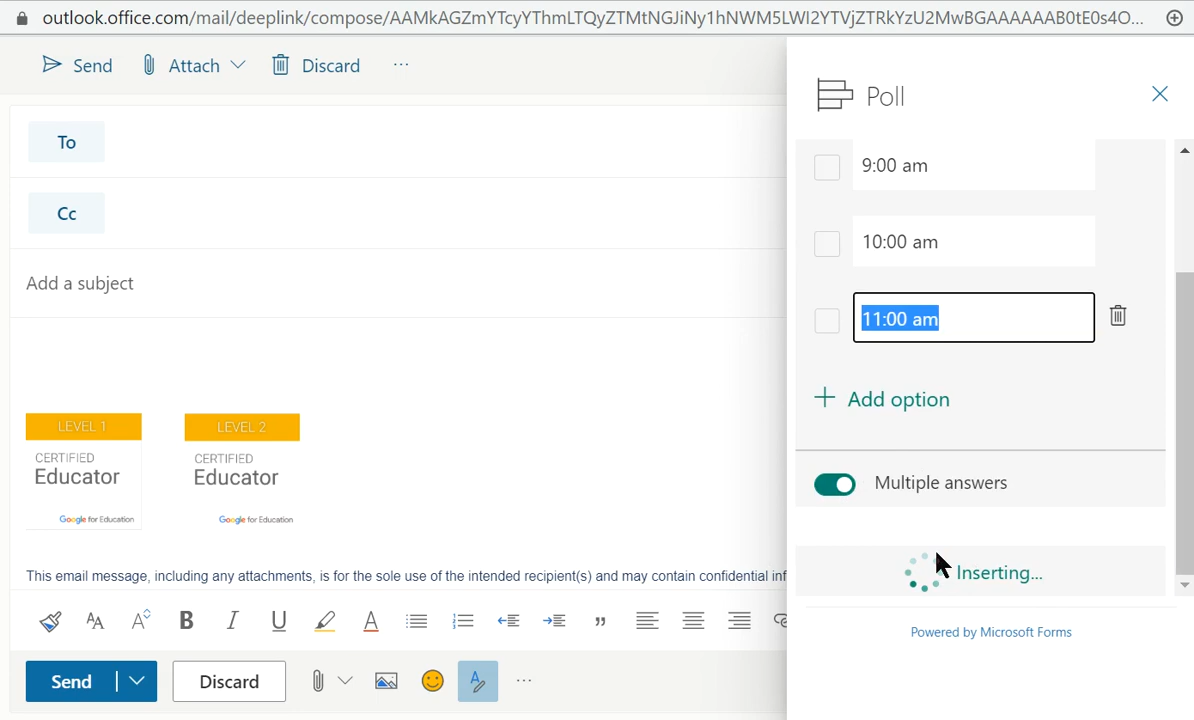 outlook.office.com/mail/deeplink/compose/AAMkAGZmYTcyYThmLTQyZTMtNGJiNy1hNWM5LWI2YTVjZTRkYzU2MwBGAAAAAAB0tE0s4O...
Send Attach Discard ...
Poll
To
Cc
Add a subject
9:00 am
10:00 am
11:00 am
Add option
Multiple answers
Inserting...
Powered by Microsoft Forms
LEVEL 1 LEVEL 2
CERTIFIED CERTIFIED
Educator Educator
Google for Education Google for Education
This email message, including any attachments, is for the sole use of the intended recipient(s) and may contain confidential inf
Send Discard ...